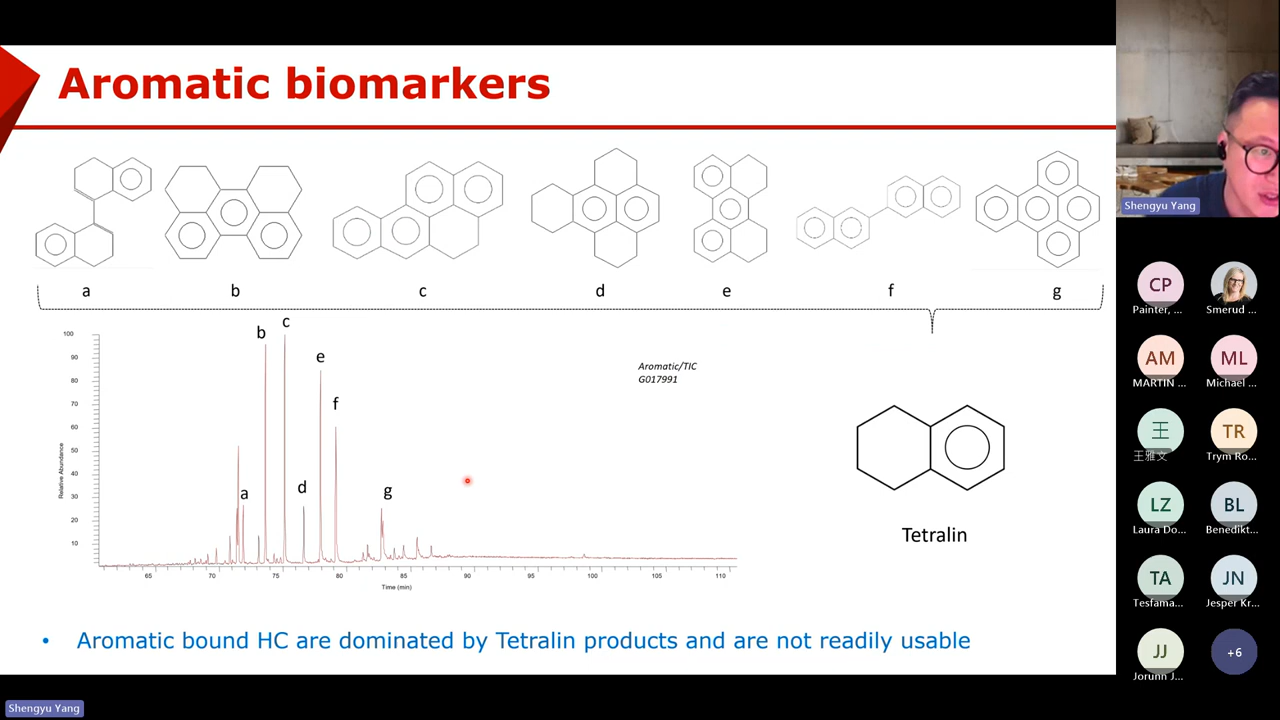 Aromatic biomarkers
a
b
c
d
e
f
g
100
90
80
70
60
50
40
30
20
10
Relative Abundance
a
b
c
d
e
f
g
Aromatic/TIC
G017991
65
70
75
80
85
90
95
100
105
110
Time (min)
Tetralin
• Aromatic bound HC are dominated by Tetralin products and are not readily usable
Shengyu Yang
Shengyu Yang
CP
Painter, ...
Smerud ...
AM
MARTIN ...
ML
Michael ...
王
王雅文
TR
Trym Ro...
LZ
Laura Do...
BL
Benedikt...
TA
Tesfama...
JN
Jesper Kr...
JJ
Jorunn J...
+6